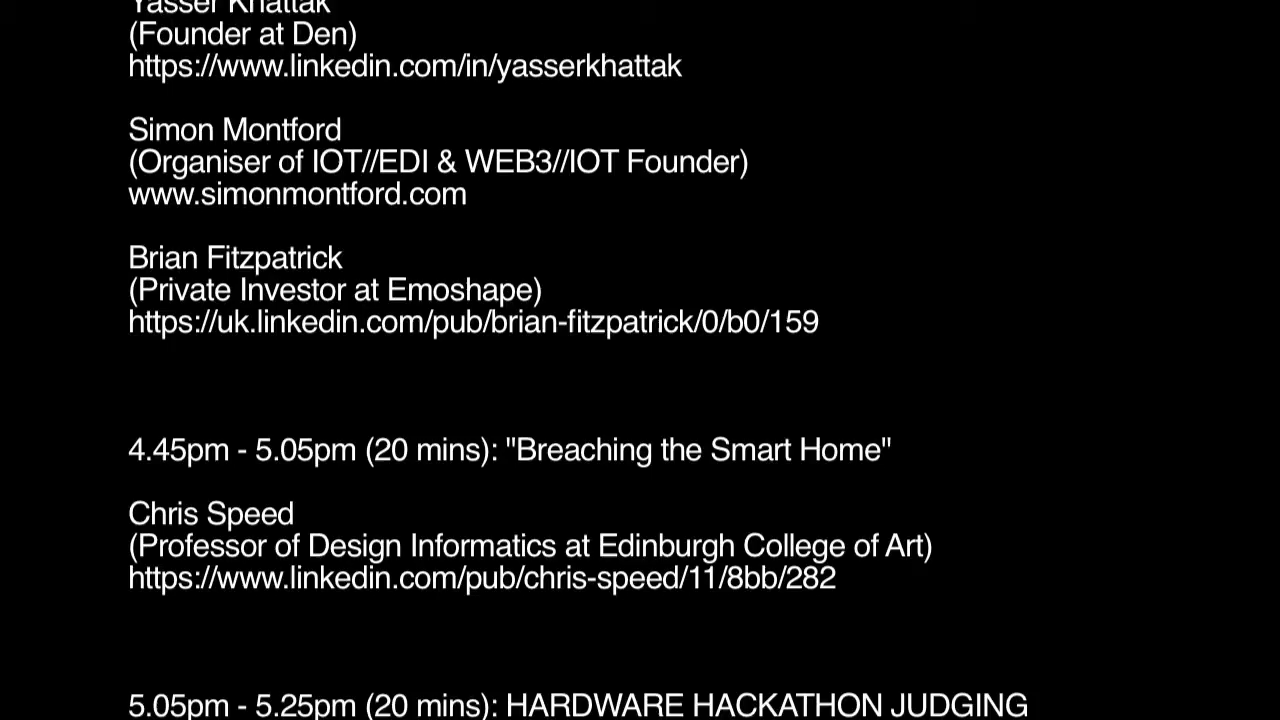 Yasser Khattak
(Founder at Den)
https://www.linkedin.com/in/yasserkhattak
Simon Montford
(Organiser of IOT//EDI & WEB3//IOT Founder)
www.simonmontford.com
Brian Fitzpatrick
(Private Investor at Emoshape)
https://uk.linkedin.com/pub/brian-fitzpatrick/0/b0/159
4.45pm - 5.05pm (20 mins): "Breaching the Smart Home"
Chris Speed
(Professor of Design Informatics at Edinburgh College of Art)
https://www.linkedin.com/pub/chris-speed/11/8bb/282
5.05pm - 5.25pm (20 mins): HARDWARE HACKATHON JUDGING